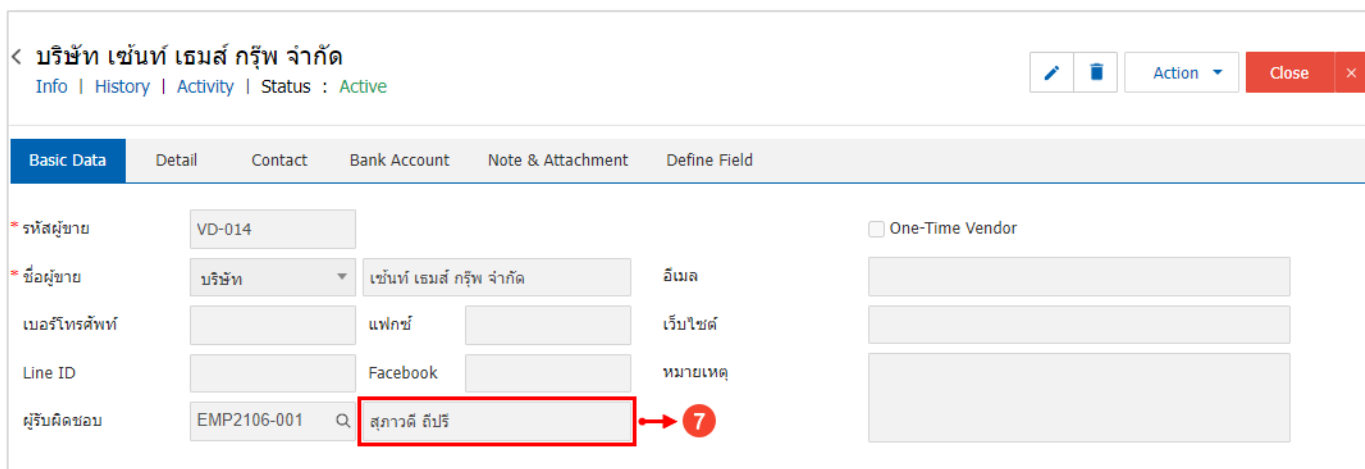 < บริษัท เซ้นท์ เธมส์ กรุ๊พ จำกัด
Info | History | Activity | Status : Active
Action Close ×
Basic Data Detail Contact Bank Account Note & Attachment Define Field
* รหัสผู้ขาย VD-014 One-Time Vendor
* ชื่อผู้ขาย บริษัท เซ้นท์ เธมส์ กรุ๊พ จำกัด อีเมล
เบอร์โทรศัพท์ แฟกซ์ เว็บไซต์
Line ID Facebook หมายเหตุ
ผู้รับผิดชอบ EMP2106-001 สุภาวดี ถีปรี 7